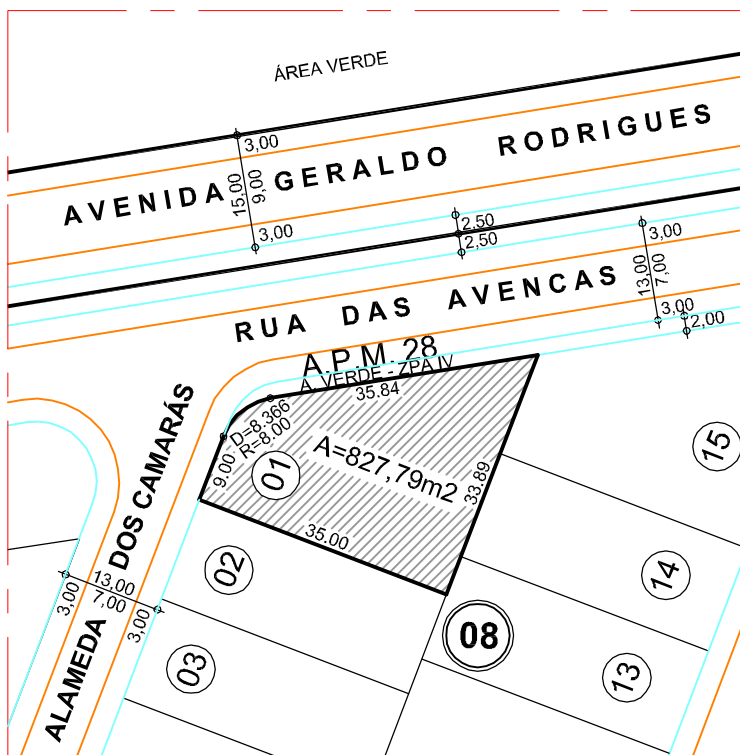 ÁREA VERDE
3,00
AVENIDA GERALDO RODRIGUES
15,00
9,00
3,00
2.50
2,50
3,00
13,00
7,00
3,00
2,00
RUA DAS AVENCAS
A.P.M. 28
A. VERDE - ZPA IV
35.84
D=8.366
R=8.00
9.00
01
A=827,79m2
33.89
35.00
ALAMEDA DOS CAMARÁS
13,00
7,00
3,00
3,00
02
03
08
15
14
13